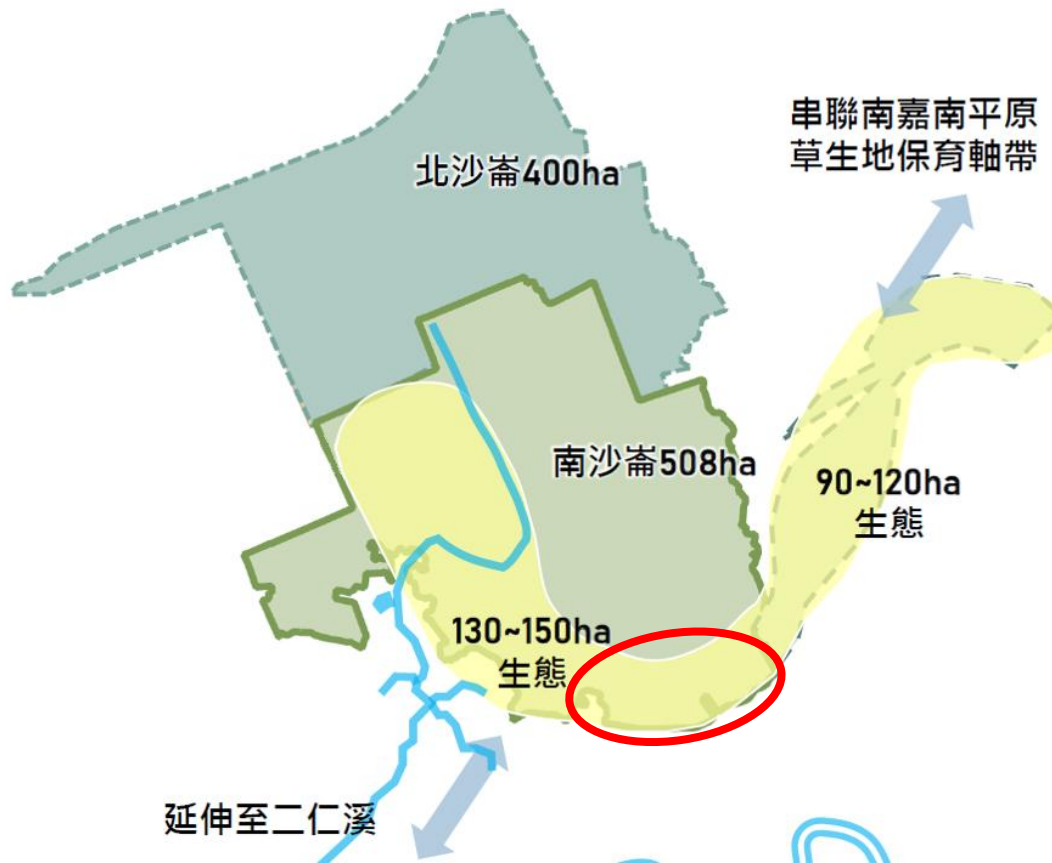 串聯南嘉南平原
草生地保育軸帶
北沙崙400ha
南沙崙508ha
90~120ha
生態
130~150ha
生態
延伸至二仁溪